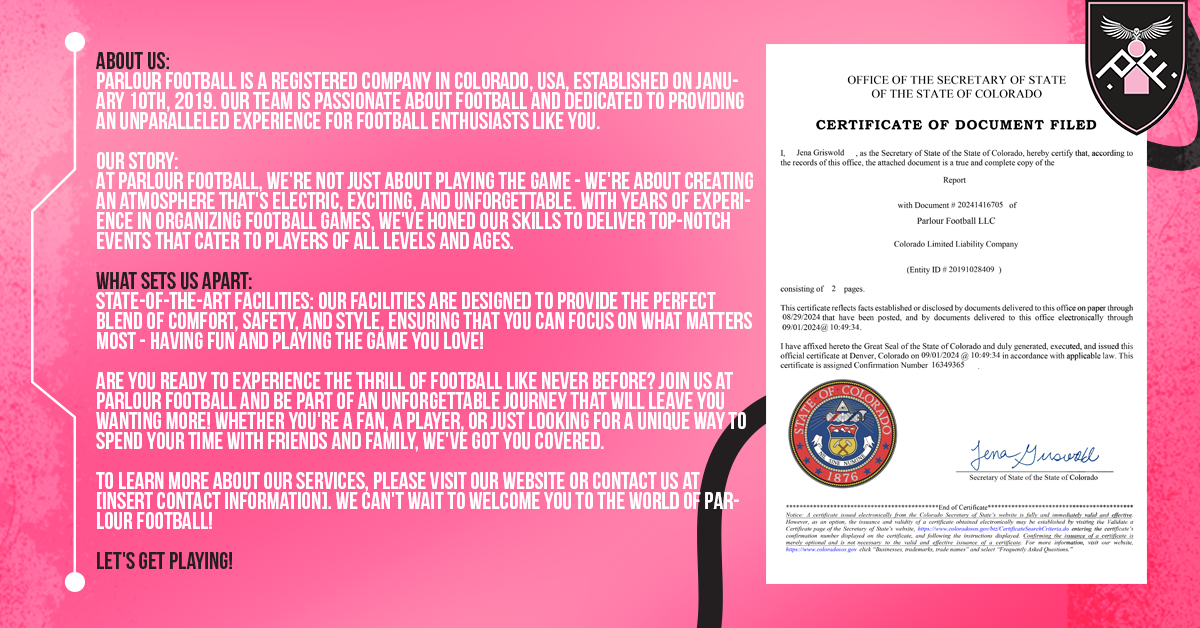 ABOUT US:
PARLOUR FOOTBALL IS A REGISTERED COMPANY IN COLORADO, USA, ESTABLISHED ON JANU-
ARY 10TH, 2019. OUR TEAM IS PASSIONATE ABOUT FOOTBALL AND DEDICATED TO PROVIDING
AN UNPARALLELED EXPERIENCE FOR FOOTBALL ENTHUSIASTS LIKE YOU.
OUR STORY:
AT PARLOUR FOOTBALL, WE'RE NOT JUST ABOUT PLAYING THE GAME - WE'RE ABOUT CREATING
AN ATMOSPHERE THAT'S ELECTRIC, EXCITING, AND UNFORGETTABLE. WITH YEARS OF EXPERI-
ENCE IN ORGANIZING FOOTBALL GAMES, WE'VE HONED OUR SKILLS TO DELIVER TOP-NOTCH
EVENTS THAT CATER TO PLAYERS OF ALL LEVELS AND AGES.
WHAT SETS US APART:
STATE-OF-THE-ART FACILITIES: OUR FACILITIES ARE DESIGNED TO PROVIDE THE PERFECT
BLEND OF COMFORT, SAFETY, AND STYLE, ENSURING THAT YOU CAN FOCUS ON WHAT MATTERS
MOST - HAVING FUN AND PLAYING THE GAME YOU LOVE!
ARE YOU READY TO EXPERIENCE THE THRILL OF FOOTBALL LIKE NEVER BEFORE? JOIN US AT
PARLOUR FOOTBALL AND BE PART OF AN UNFORGETTABLE JOURNEY THAT WILL LEAVE YOU
WANTING MORE! WHETHER YOU'RE A FAN, A PLAYER, OR JUST LOOKING FOR A UNIQUE WAY TO
SPEND YOUR TIME WITH FRIENDS AND FAMILY, WE'VE GOT YOU COVERED.
TO LEARN MORE ABOUT OUR SERVICES, PLEASE VISIT OUR WEBSITE OR CONTACT US AT
[INSERT CONTACT INFORMATION]. WE CAN'T WAIT TO WELCOME YOU TO THE WORLD OF PAR-
LOUR FOOTBALL!
LET'S GET PLAYING!
P.F.
OFFICE OF THE SECRETARY OF STATE
OF THE STATE OF COLORADO
CERTIFICATE OF DOCUMENT FILED
I, Jena Griswold , as the Secretary of State of the State of Colorado, hereby certify that, according to
the records of this office, the attached document is a true and complete copy of the
Report
with Document # 20241416705 of
Parlour Football LLC
Colorado Limited Liability Company
(Entity ID # 20191028409 )
consisting of 2 pages.
This certificate reflects facts established or disclosed by documents delivered to this office on paper through
08/29/2024 that have been posted, and by documents delivered to this office electronically through
09/01/2024@ 10:49:34.
I have affixed hereto the Great Seal of the State of Colorado and duly generated, executed, and issued this
official certificate at Denver, Colorado on 09/01/2024 @ 10:49:34 in accordance with applicable law. This
certificate is assigned Confirmation Number 16349365 .
STATE OF COLORADO
NIL SINE NUMINE
1876
Jena Griswold
Secretary of State of the State of Colorado
*********************************************End of Certificate*******************************************
Notice: A certificate issued electronically from the Colorado Secretary of State's website is fully and immediately valid and effective.
However, as an option, the issuance and validity of a certificate obtained electronically may be established by visiting the Validate a
Certificate page of the Secretary of State's website, https://www.coloradosos.gov/biz/CertificateSearchCriteria.do entering the certificate's
confirmation number displayed on the certificate, and following the instructions displayed. Confirming the issuance of a certificate is
merely optional and is not necessary to the valid and effective issuance of a certificate. For more information, visit our website,
https://www.coloradosos.gov click "Businesses, trademarks, trade names" and select "Frequently Asked Questions."